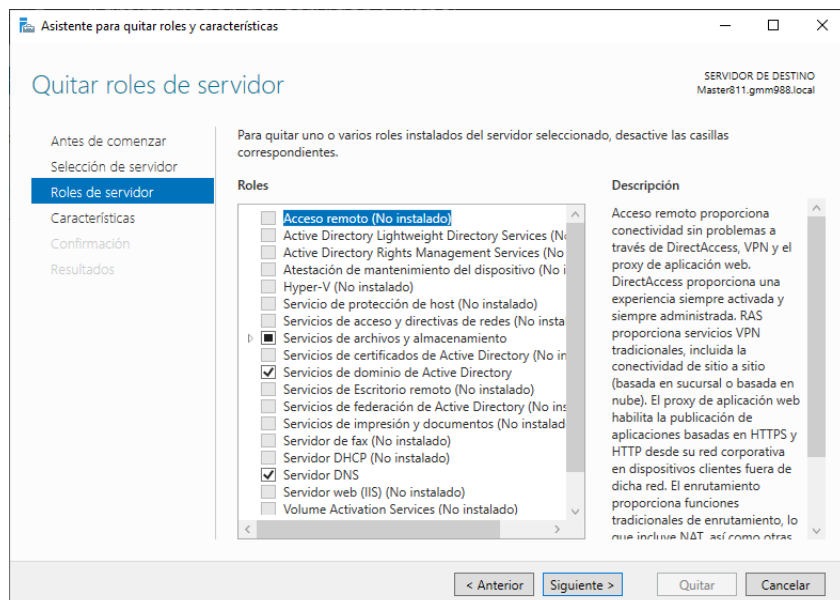 Asistente para quitar roles y características
Quitar roles de servidor
SERVIDOR DE DESTINO
Master811.gmm988.local
Antes de comenzar
Selección de servidor
Roles de servidor
Características
Confirmación
Resultados
Para quitar uno o varios roles instalados del servidor seleccionado, desactive las casillas
correspondientes.
Roles
Acceso remoto (No instalado)
Active Directory Lightweight Directory Services (No
Active Directory Rights Management Services (No
Atestación de mantenimiento del dispositivo (No i
Hyper-V (No instalado)
Servicio de protección de host (No instalado)
Servicios de acceso y directivas de redes (No insta
Servicios de archivos y almacenamiento
Servicios de certificados de Active Directory (No in
Servicios de dominio de Active Directory
Servicios de Escritorio remoto (No instalado)
Servicios de federación de Active Directory (No ins
Servicios de impresión y documentos (No instalad
Servidor de fax (No instalado)
Servidor DHCP (No instalado)
Servidor DNS
Servidor web (IIS) (No instalado)
Volume Activation Services (No instalado)
Descripción
Acceso remoto proporciona
conectividad sin problemas a
través de DirectAccess, VPN y el
proxy de aplicación web.
DirectAccess proporciona una
experiencia siempre activada y
siempre administrada. RAS
proporciona servicios VPN
tradicionales, incluida la
conectividad de sitio a sitio
(basada en sucursal o basada en
nube). El proxy de aplicación web
habilita la publicación de
aplicaciones basadas en HTTPS y
HTTP desde su red corporativa
en dispositivos clientes fuera de
dicha red. El enrutamiento
proporciona funciones
tradicionales de enrutamiento, lo
que incluye NAT, así como otras
< Anterior
Siguiente >
Quitar
Cancelar